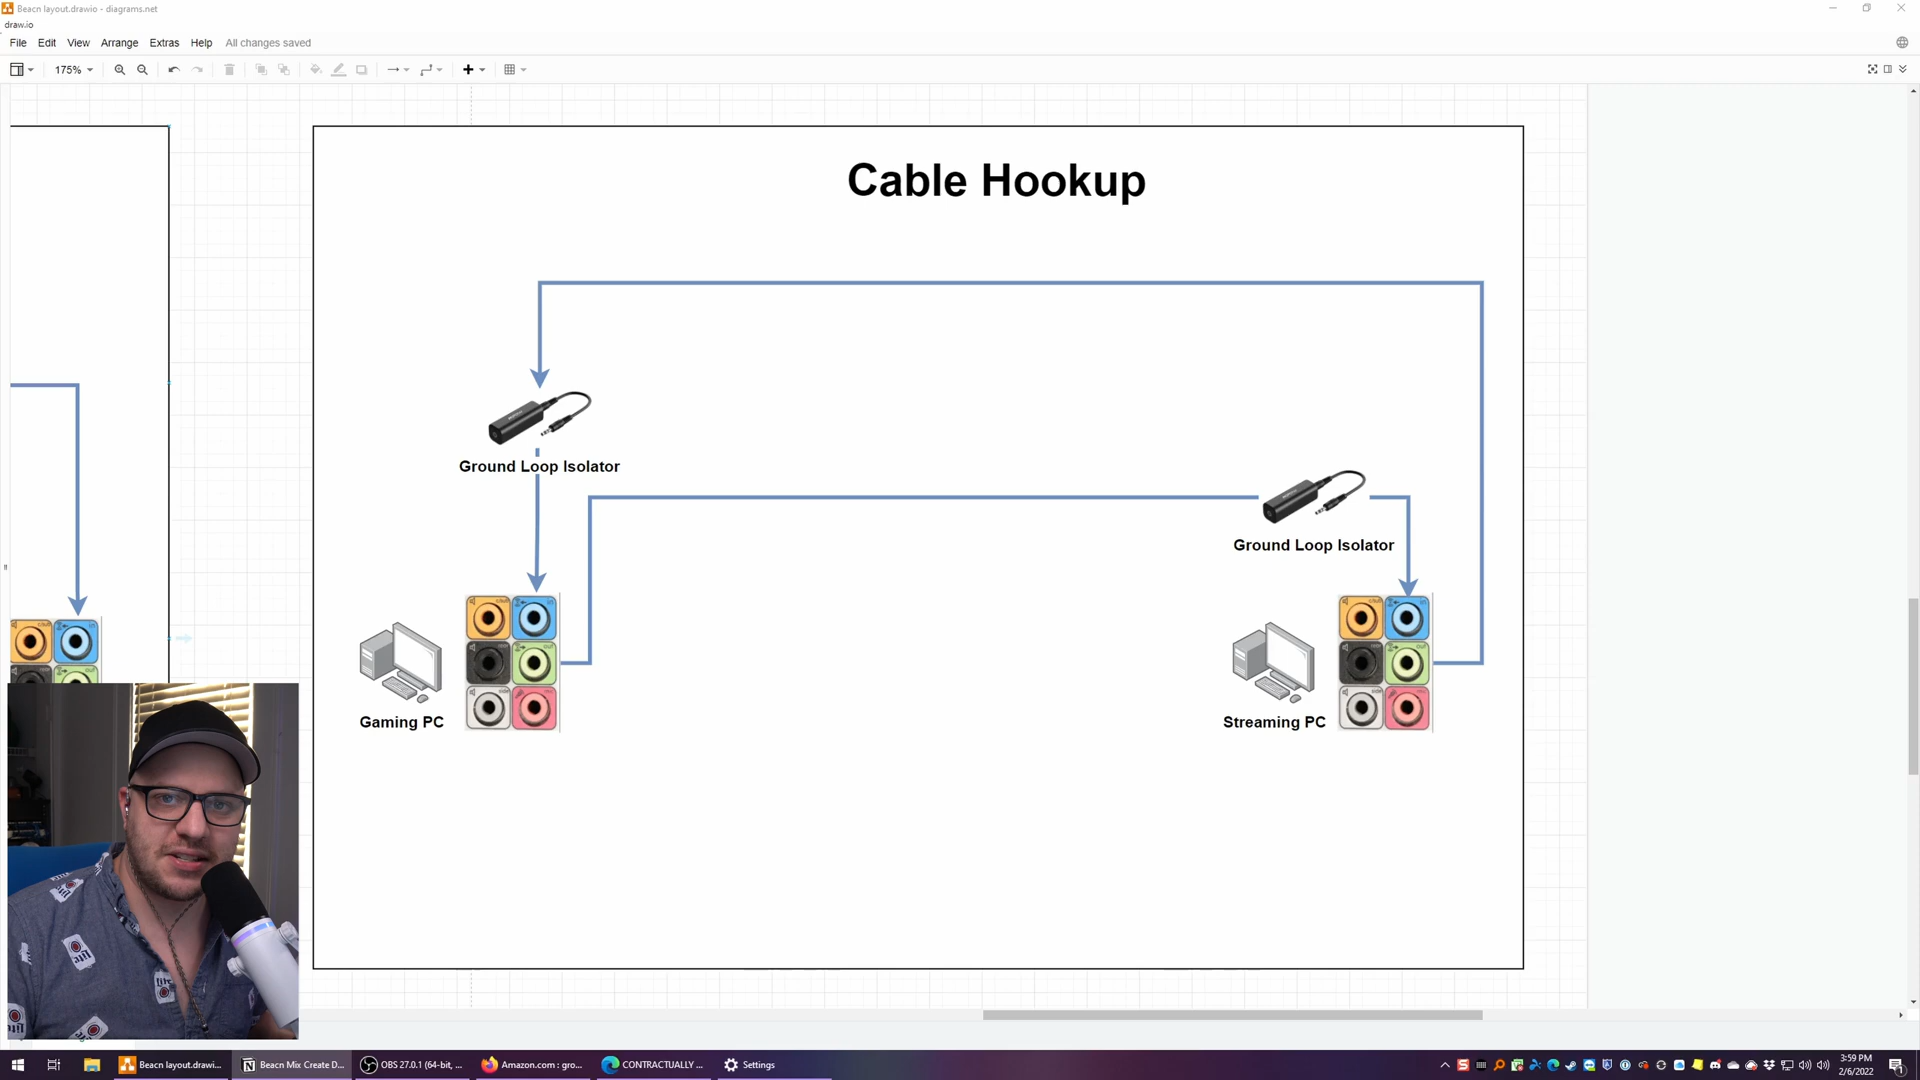 Beacn layout.drawio - diagrams.net
draw.io
File Edit View Arrange Extras Help All changes saved
175%
Cable Hookup
Ground Loop Isolator
Ground Loop Isolator
Gaming PC
Streaming PC
Beacn layout.drawi...
Beacn Mix Create D...
OBS 27.0.1 (64-bit, ...
Amazon.com : gro...
CONTRACTUALLY ...
Settings
3:59 PM
2/6/2022